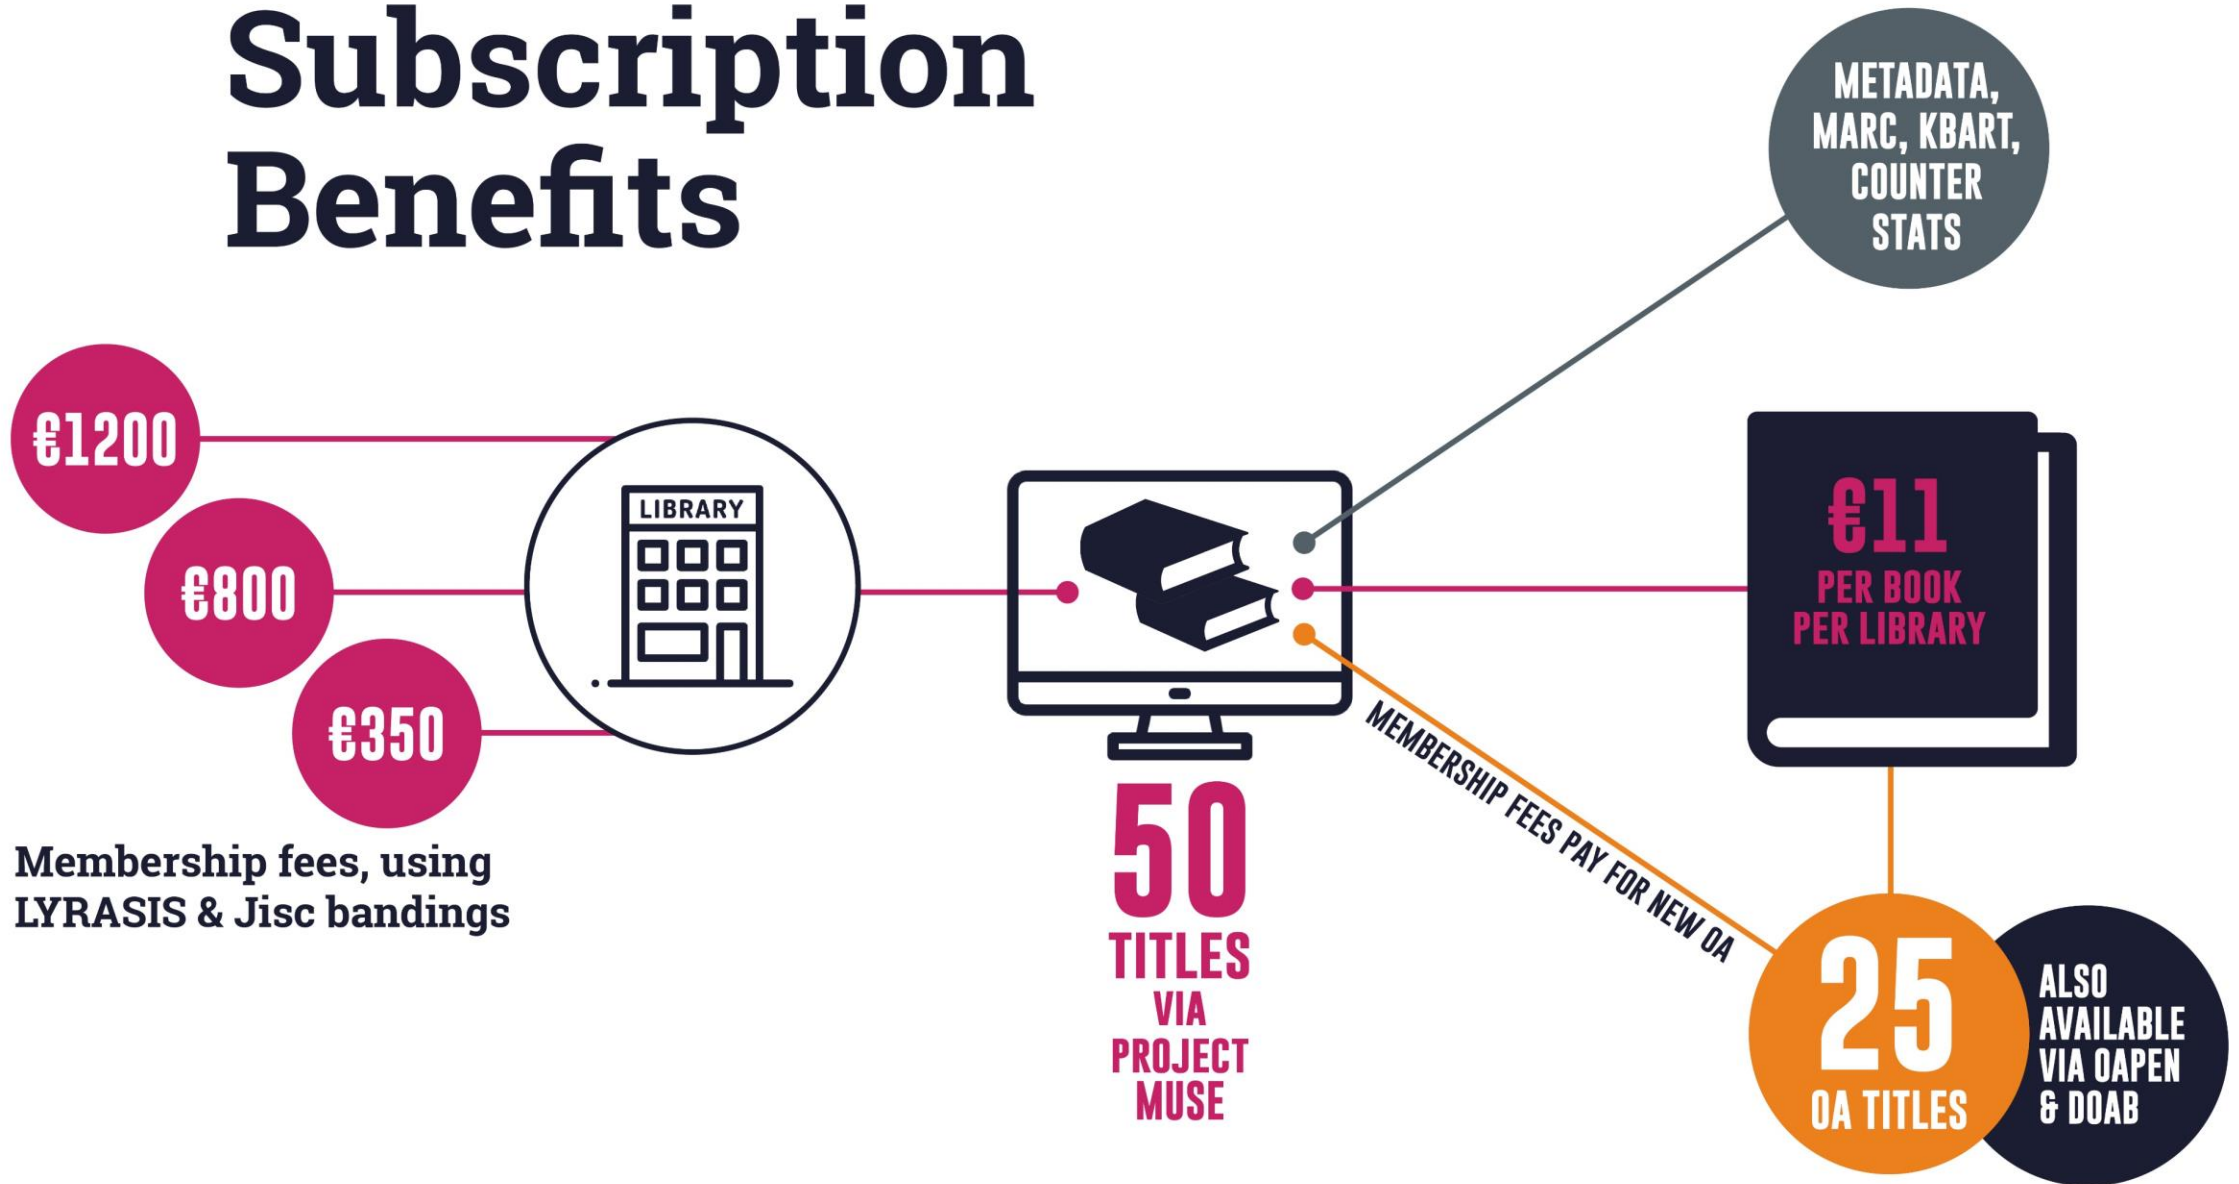 Subscription
Benefits
METADATA,
MARC, KBART,
COUNTER
STATS
€1200
€800
€350
LIBRARY
Membership fees, using
LYRASIS & Jisc bandings
50
TITLES
VIA
PROJECT
MUSE
€11
PER BOOK
PER LIBRARY
MEMBERSHIP FEES PAY FOR NEW OA
25
OA TITLES
ALSO
AVAILABLE
VIA OAPEN
& DOAB